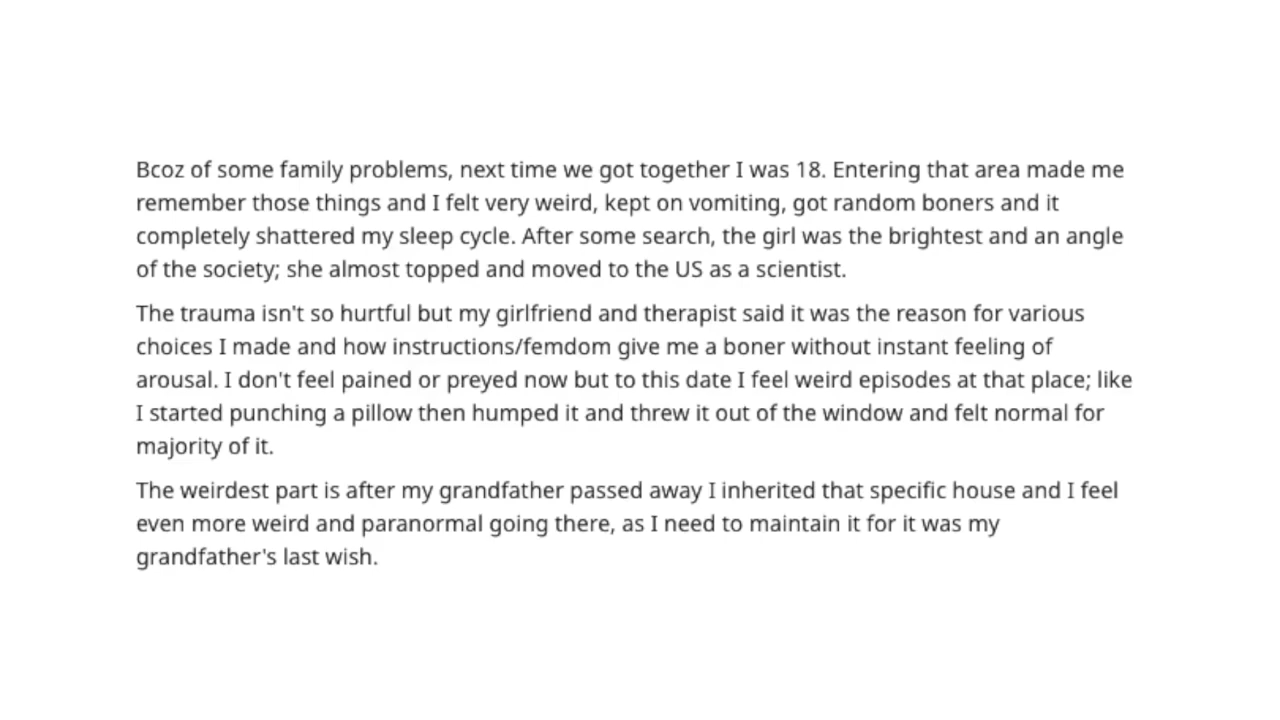 Bcoz of some family problems, next time we got together I was 18. Entering that area made me
remember those things and I felt very weird, kept on vomiting, got random boners and it
completely shattered my sleep cycle. After some search, the girl was the brightest and an angle
of the society; she almost topped and moved to the US as a scientist.
The trauma isn't so hurtful but my girlfriend and therapist said it was the reason for various
choices I made and how instructions/femdom give me a boner without instant feeling of
arousal. I don't feel pained or preyed now but to this date I feel weird episodes at that place; like
I started punching a pillow then humped it and threw it out of the window and felt normal for
majority of it.
The weirdest part is after my grandfather passed away I inherited that specific house and I feel
even more weird and paranormal going there, as I need to maintain it for it was my
grandfather's last wish.